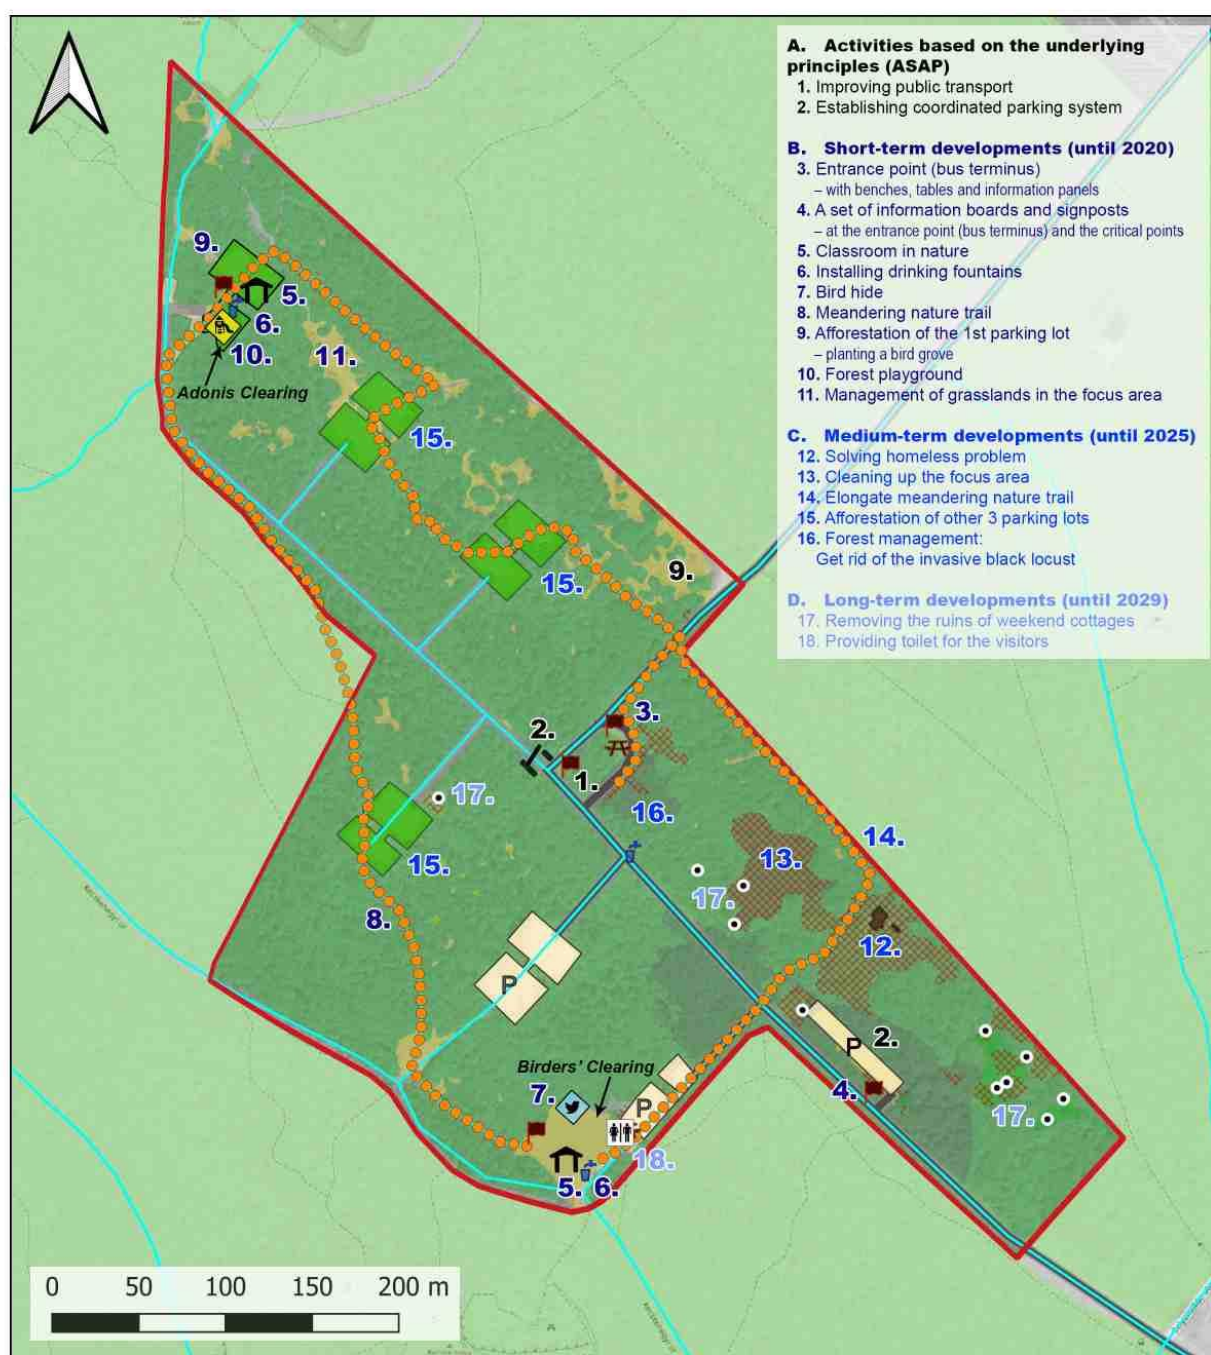 A. Activities based on the underlying
principles (ASAP)
1. Improving public transport
2. Establishing coordinated parking system
B. Short-term developments (until 2020)
3. Entrance point (bus terminus)
– with benches, tables and information panels
4. A set of information boards and signposts
– at the entrance point (bus terminus) and the critical points
5. Classroom in nature
6. Installing drinking fountains
7. Bird hide
8. Meandering nature trail
9. Afforestation of the 1st parking lot
– planting a bird grove
10. Forest playground
11. Management of grasslands in the focus area
C. Medium-term developments (until 2025)
12. Solving homeless problem
13. Cleaning up the focus area
14. Elongate meandering nature trail
15. Afforestation of other 3 parking lots
16. Forest management:
Get rid of the invasive black locust
D. Long-term developments (until 2029)
17. Removing the ruins of weekend cottages
18. Providing toilet for the visitors
9.
5.
6.
10.
11.
Adonis Clearing
15.
15.
9.
3.
2.
1.
17.
16.
14.
13.
15.
17.
8.
12.
P
2.
P
Birders' Clearing
4.
7.
P
17.
18.
5.
6.
0 50 100 150 200 m